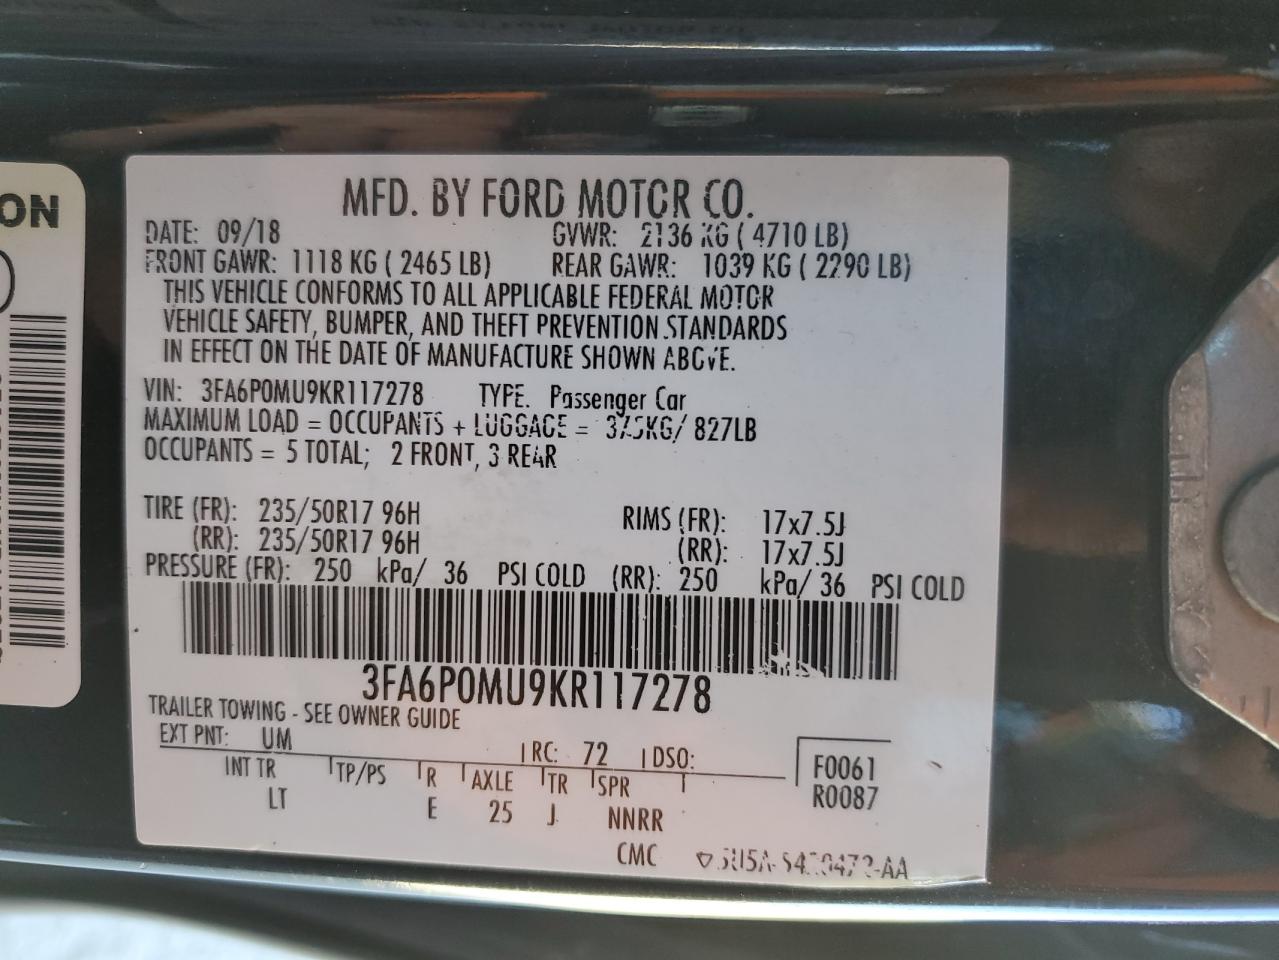 ON
MFD. BY FORD MOTOR CO.
DATE: 09/18 GVWR: 2136 KG ( 4710 LB)
FRONT GAWR: 1118 KG ( 2465 LB) REAR GAWR: 1039 KG ( 2290 LB)
THIS VEHICLE CONFORMS TO ALL APPLICABLE FEDERAL MOTOR
VEHICLE SAFETY, BUMPER, AND THEFT PREVENTION STANDARDS
IN EFFECT ON THE DATE OF MANUFACTURE SHOWN ABOVE.
VIN: 3FA6P0MU9KR117278 TYPE. Passenger Car
MAXIMUM LOAD = OCCUPANTS + LUGGAGE = 375KG/ 827LB
OCCUPANTS = 5 TOTAL; 2 FRONT, 3 REAR
TIRE (FR): 235/50R17 96H RIMS (FR): 17x7.5J
(RR): 235/50R17 96H (RR): 17x7.5J
PRESSURE (FR): 250 kPa/ 36 PSI COLD (RR): 250 kPa/ 36 PSI COLD
3FA6P0MU9KR117278
TRAILER TOWING - SEE OWNER GUIDE
EXT PNT: UM RC: 72 DSO:
INT TR TP/PS R AXLE TR SPR F0061
LT E 25 J NNRR R0087
CMC